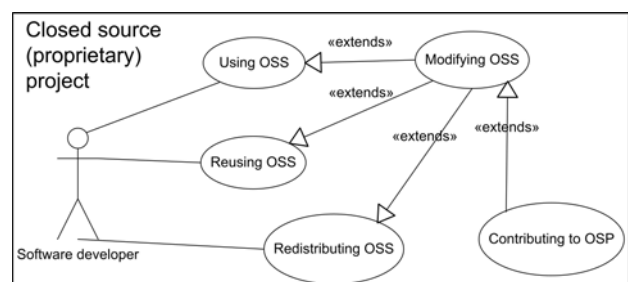 Closed source
(proprietary)
project
Using OSS
«extends»
Modifying OSS
«extends»
«extends»
«extends»
Reusing OSS
Redistributing OSS
Contributing to OSP
Software developer